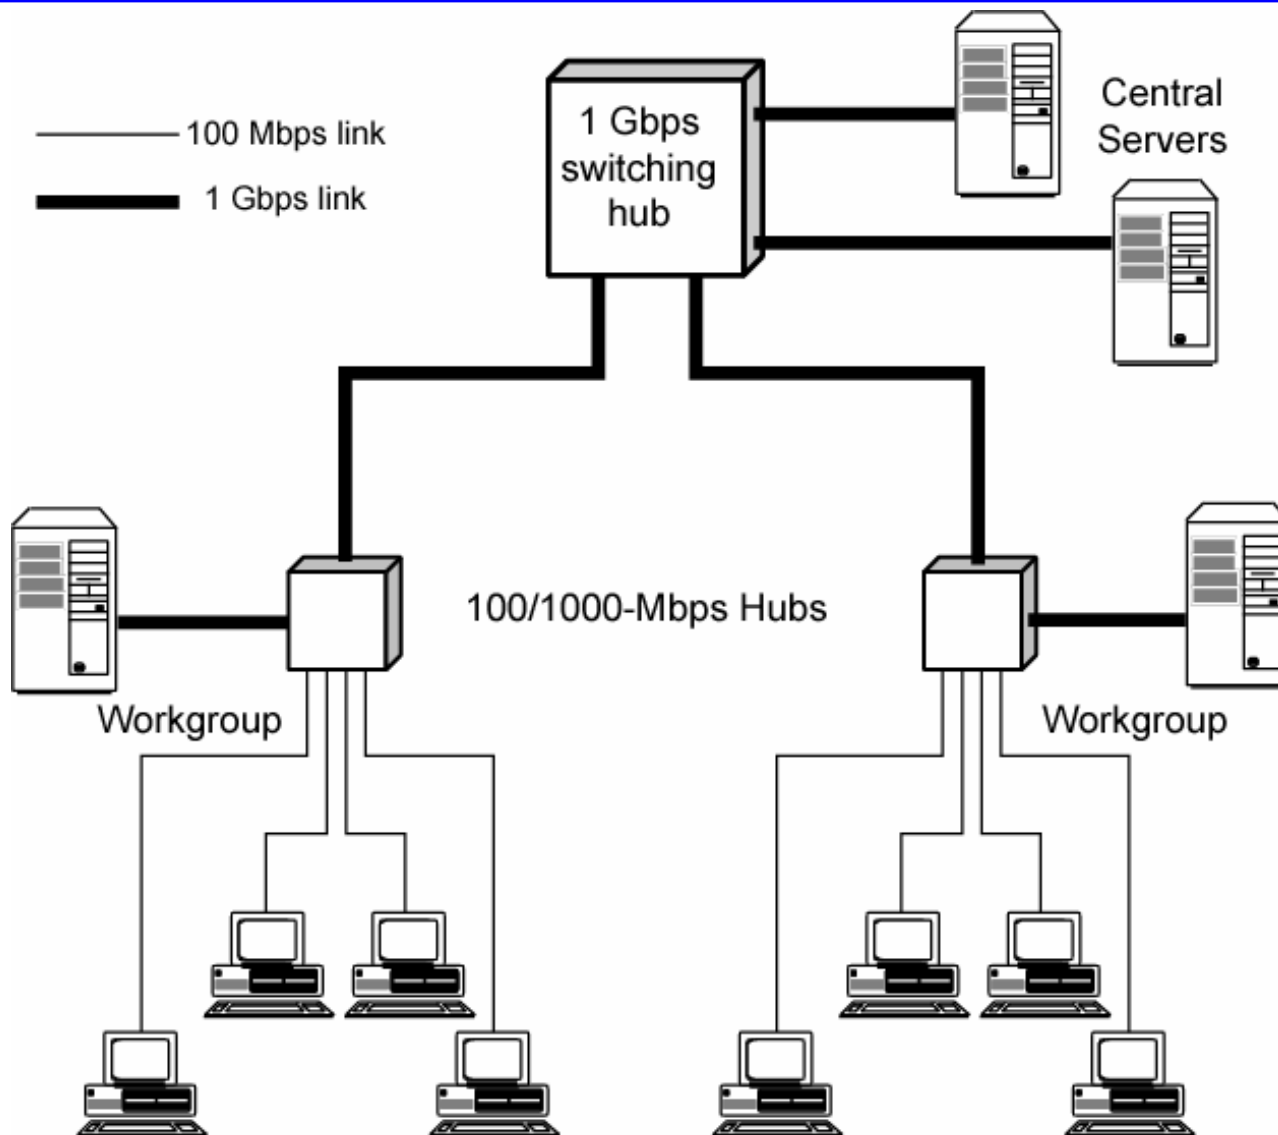 100 Mbps link
1 Gbps link
1 Gbps
switching
hub
Central
Servers
100/1000-Mbps Hubs
Workgroup
Workgroup